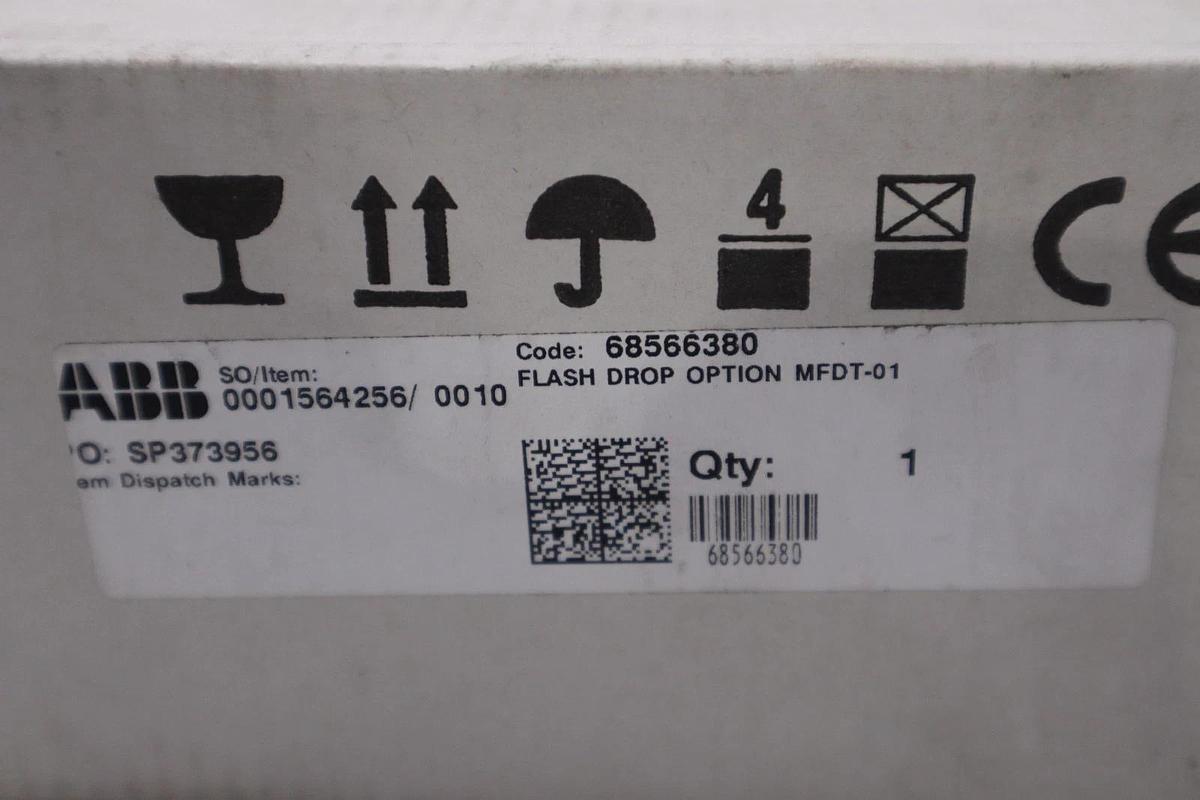 4
CE
ABB
SO/Item:
0001564256/ 0010
Code: 68566380
FLASH DROP OPTION MFDT-01
O: SP373956
em Dispatch Marks:
Qty: 1
68566380